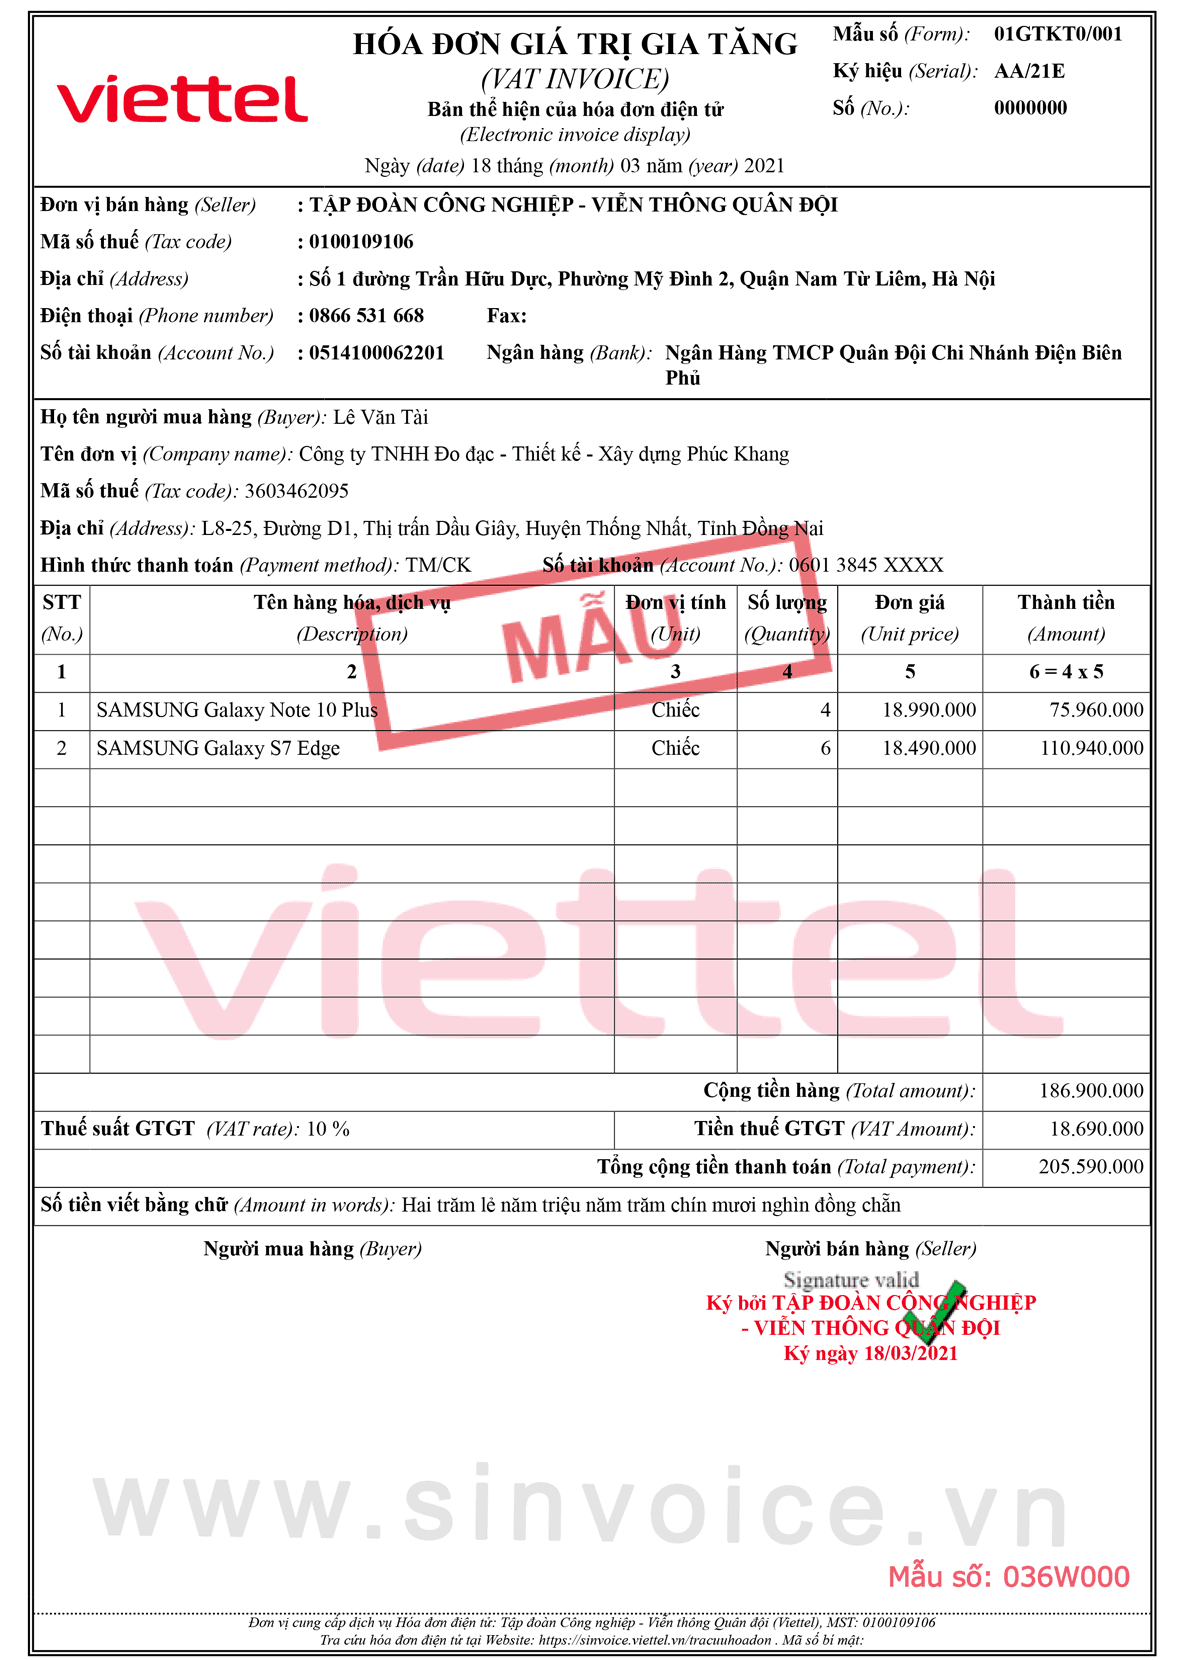 viettel
HÓA ĐƠN GIÁ TRỊ GIA TĂNG
(VAT INVOICE)
Bản thể hiện của hóa đơn điện tử
(Electronic invoice display)
Ngày (date) 18 tháng (month) 03 năm (year) 2021
Mẫu số (Form): 01GTKT0/001
Ký hiệu (Serial): AA/21E
Số (No.): 0000000
Đơn vị bán hàng (Seller) : TẬP ĐOÀN CÔNG NGHIỆP - VIỄN THÔNG QUÂN ĐỘI
Mã số thuế (Tax code) : 0100109106
Địa chỉ (Address) : Số 1 đường Trần Hữu Dực, Phường Mỹ Đình 2, Quận Nam Từ Liêm, Hà Nội
Điện thoại (Phone number) : 0866 531 668 Fax:
Số tài khoản (Account No.) : 0514100062201 Ngân hàng (Bank): Ngân Hàng TMCP Quân Đội Chi Nhánh Điện Biên
Phủ
Họ tên người mua hàng (Buyer): Lê Văn Tài
Tên đơn vị (Company name): Công ty TNHH Đo đạc - Thiết kế - Xây dựng Phúc Khang
Mã số thuế (Tax code): 3603462095
Địa chỉ (Address): L8-25, Đường D1, Thị trấn Dầu Giây, Huyện Thống Nhất, Tỉnh Đồng Nai
Hình thức thanh toán (Payment method): TM/CK Số tài khoản (Account No.): 0601 3845 XXXX
MẪU
STT Tên hàng hóa, dịch vụ Đơn vị tính Số lượng Đơn giá Thành tiền
(No.) (Description) (Unit) (Quantity) (Unit price) (Amount)
1 2 3 4 5 6 = 4 x 5
1 SAMSUNG Galaxy Note 10 Plus Chiếc 4 18.990.000 75.960.000
2 SAMSUNG Galaxy S7 Edge Chiếc 6 18.490.000 110.940.000
viettel
Cộng tiền hàng (Total amount): 186.900.000
Thuế suất GTGT (VAT rate): 10 % Tiền thuế GTGT (VAT Amount): 18.690.000
Tổng cộng tiền thanh toán (Total payment): 205.590.000
Số tiền viết bằng chữ (Amount in words): Hai trăm lẻ năm triệu năm trăm chín mươi nghìn đồng chẵn
Người mua hàng (Buyer) Người bán hàng (Seller)
Signature valid
Ký bởi TẬP ĐOÀN CÔNG NGHIỆP
- VIỄN THÔNG QUÂN ĐỘI
Ký ngày 18/03/2021
www.sinvoice.vn
Mẫu số: 036W000
Đơn vị cung cấp dịch vụ Hóa đơn điện tử: Tập đoàn Công nghiệp - Viễn thông Quân đội (Viettel), MST: 0100109106
Tra cứu hóa đơn điện tử tại Website: https://sinvoice.viettel.vn/tracuuhoadon . Mã số bí mật: